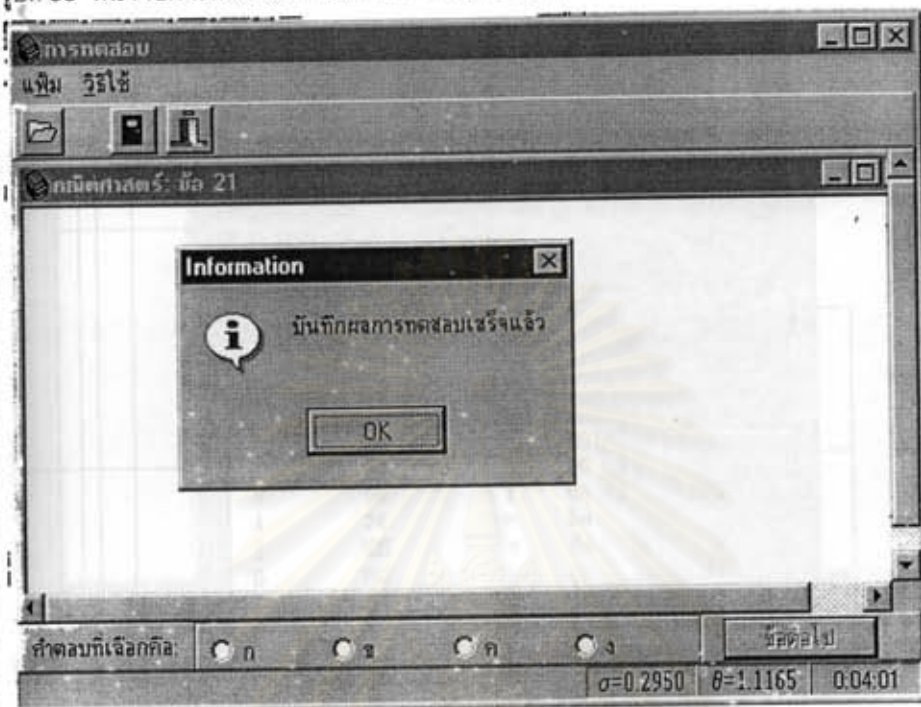 การทดสอบ
แฟ้ม วิธีใช้
คณิตศาสตร์: ข้อ 21
Information
บันทึกผลการทดสอบเสร็จแล้ว
OK
คำตอบที่เลือกคือ: ก ข ค ง ข้อต่อไป
σ=0.2950 θ=1.1165 0:04:01